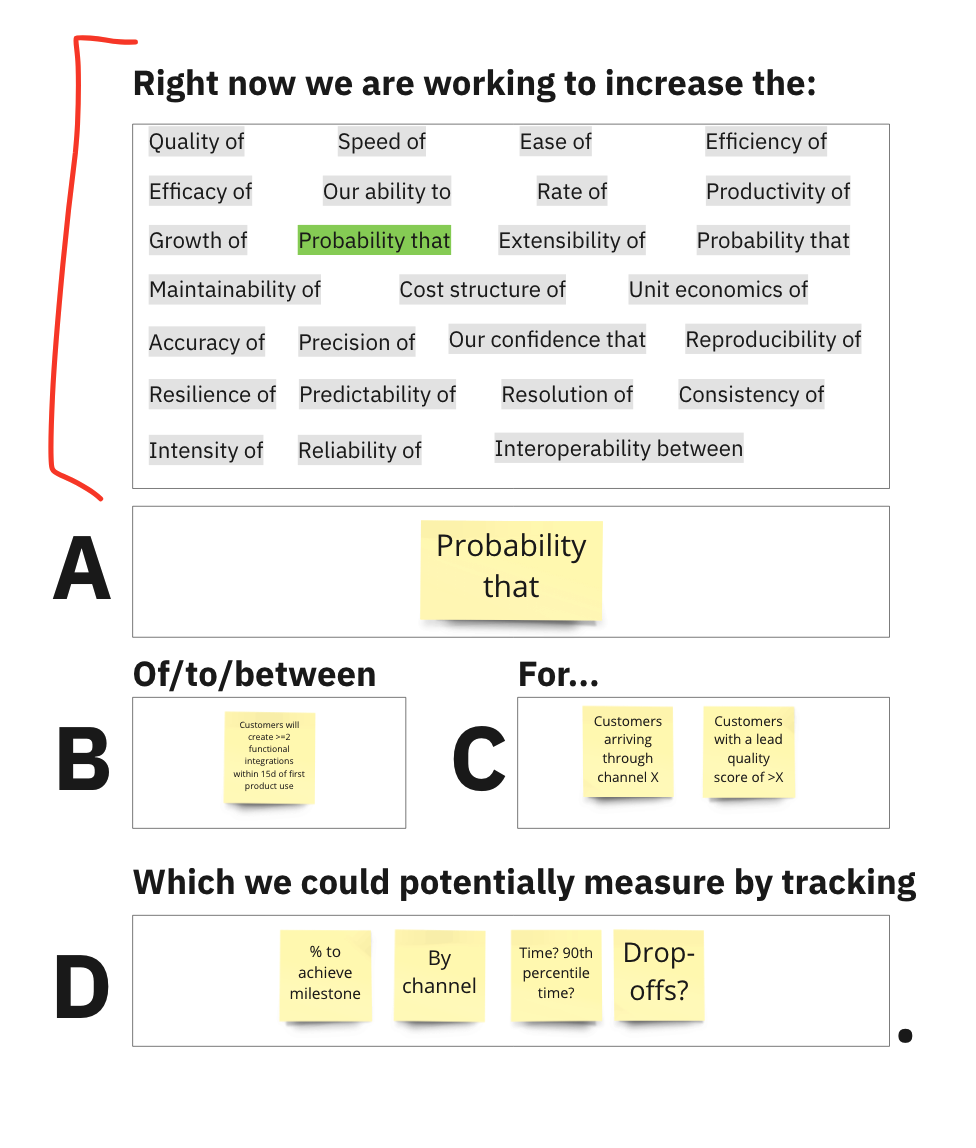 Right now we are working to increase the:
Quality of Speed of Ease of Efficiency of
Efficacy of Our ability to Rate of Productivity of
Growth of Probability that Extensibility of Probability that
Maintainability of Cost structure of Unit economics of
Accuracy of Precision of Our confidence that Reproducibility of
Resilience of Predictability of Resolution of Consistency of
Intensity of Reliability of Interoperability between
A
Probability
that
Of/to/between
B
Customers will
create >=2
functional
integrations
within 15d of first
product use
For...
C
Customers
arriving
through
channel X
Customers
with a lead
quality
score of >X
Which we could potentially measure by tracking
D
% to
achieve
milestone
By
channel
Time? 90th
percentile
time?
Drop-
offs?
.